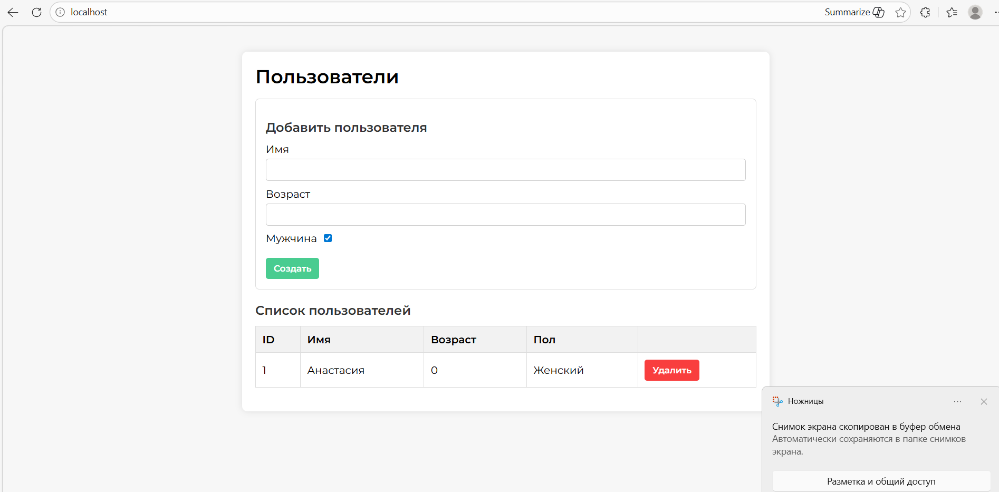 localhost
Summarize
Пользователи
Добавить пользователя
Имя
Возраст
Мужчина
Создать
Список пользователей
ID Имя Возраст Пол
1 Анастасия 0 Женский Удалить
Ножницы
Снимок экрана скопирован в буфер обмена
Автоматически сохраняются в папке снимков
экрана.
Разметка и общий доступ